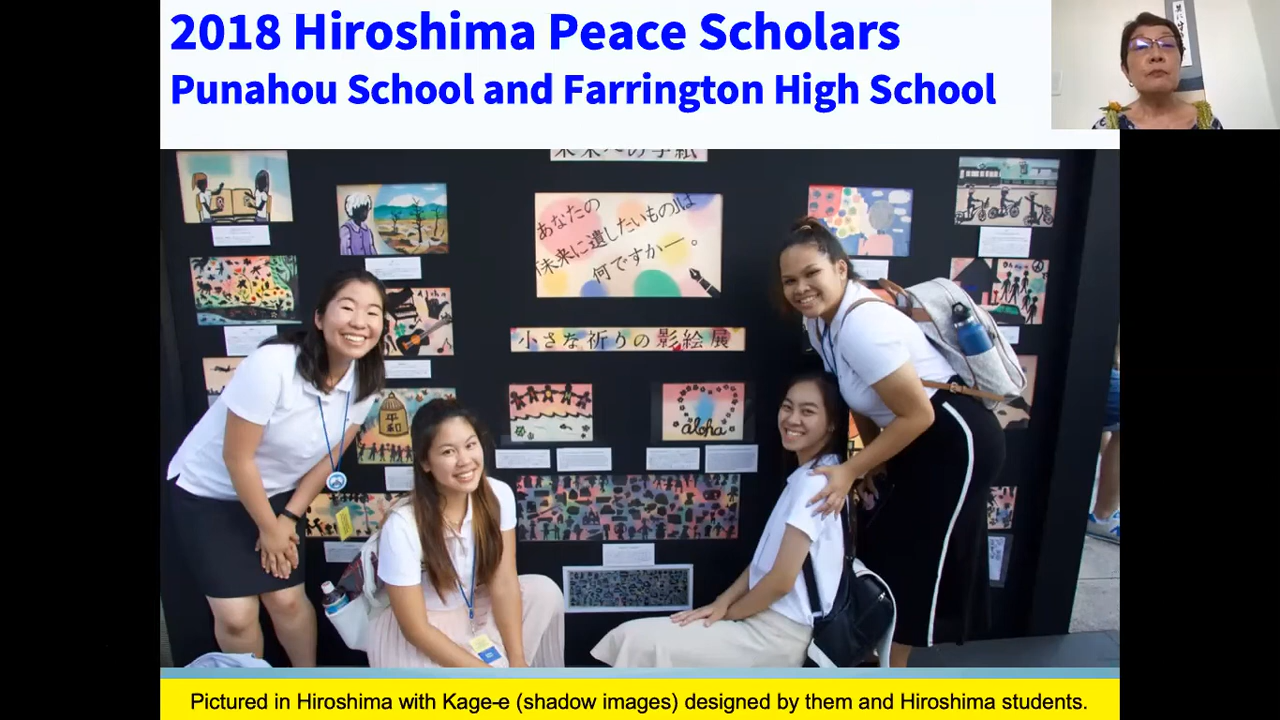 2018 Hiroshima Peace Scholars
Punahou School and Farrington High School
未来への手紙
あなたの
「未来に遺したいもの」は
何ですか―。
小さな祈りの影絵展
平和
aloha
Pictured in Hiroshima with Kage-e (shadow images) designed by them and Hiroshima students.